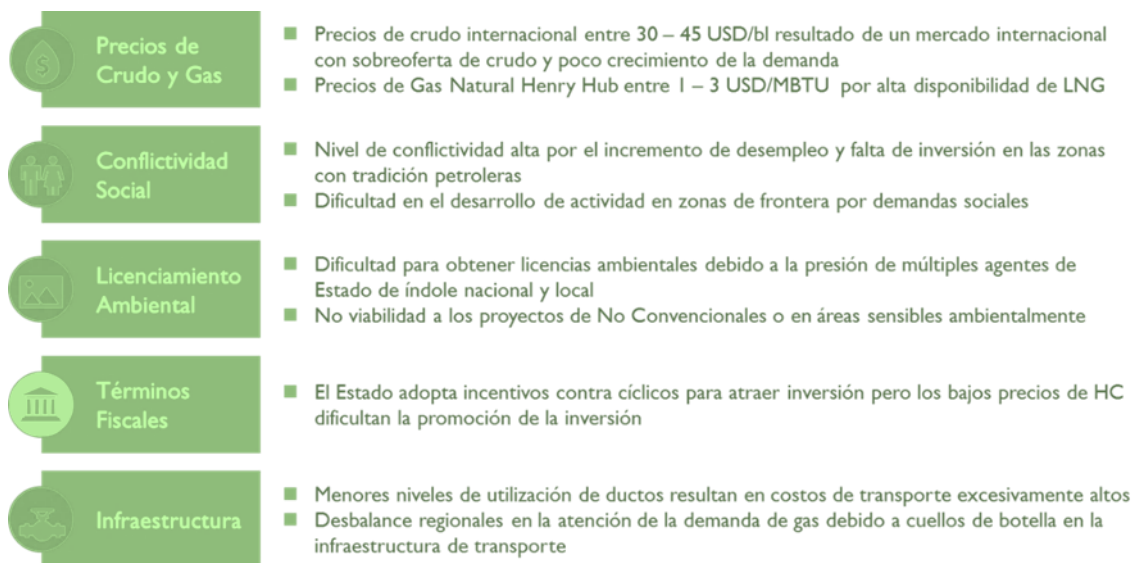 Precios de
Crudo y Gas
■ Precios de crudo internacional entre 30 – 45 USD/bl resultado de un mercado internacional
con sobreoferta de crudo y poco crecimiento de la demanda
■ Precios de Gas Natural Henry Hub entre 1 – 3 USD/MBTU por alta disponibilidad de LNG
Conflictividad
Social
■ Nivel de conflictividad alta por el incremento de desempleo y falta de inversión en las zonas
con tradición petroleras
■ Dificultad en el desarrollo de actividad en zonas de frontera por demandas sociales
Licenciamiento
Ambiental
■ Dificultad para obtener licencias ambientales debido a la presión de múltiples agentes de
Estado de índole nacional y local
■ No viabilidad a los proyectos de No Convencionales o en áreas sensibles ambientalmente
Términos
Fiscales
■ El Estado adopta incentivos contra cíclicos para atraer inversión pero los bajos precios de HC
dificultan la promoción de la inversión
Infraestructura
■ Menores niveles de utilización de ductos resultan en costos de transporte excesivamente altos
■ Desbalance regionales en la atención de la demanda de gas debido a cuellos de botella en la
infraestructura de transporte